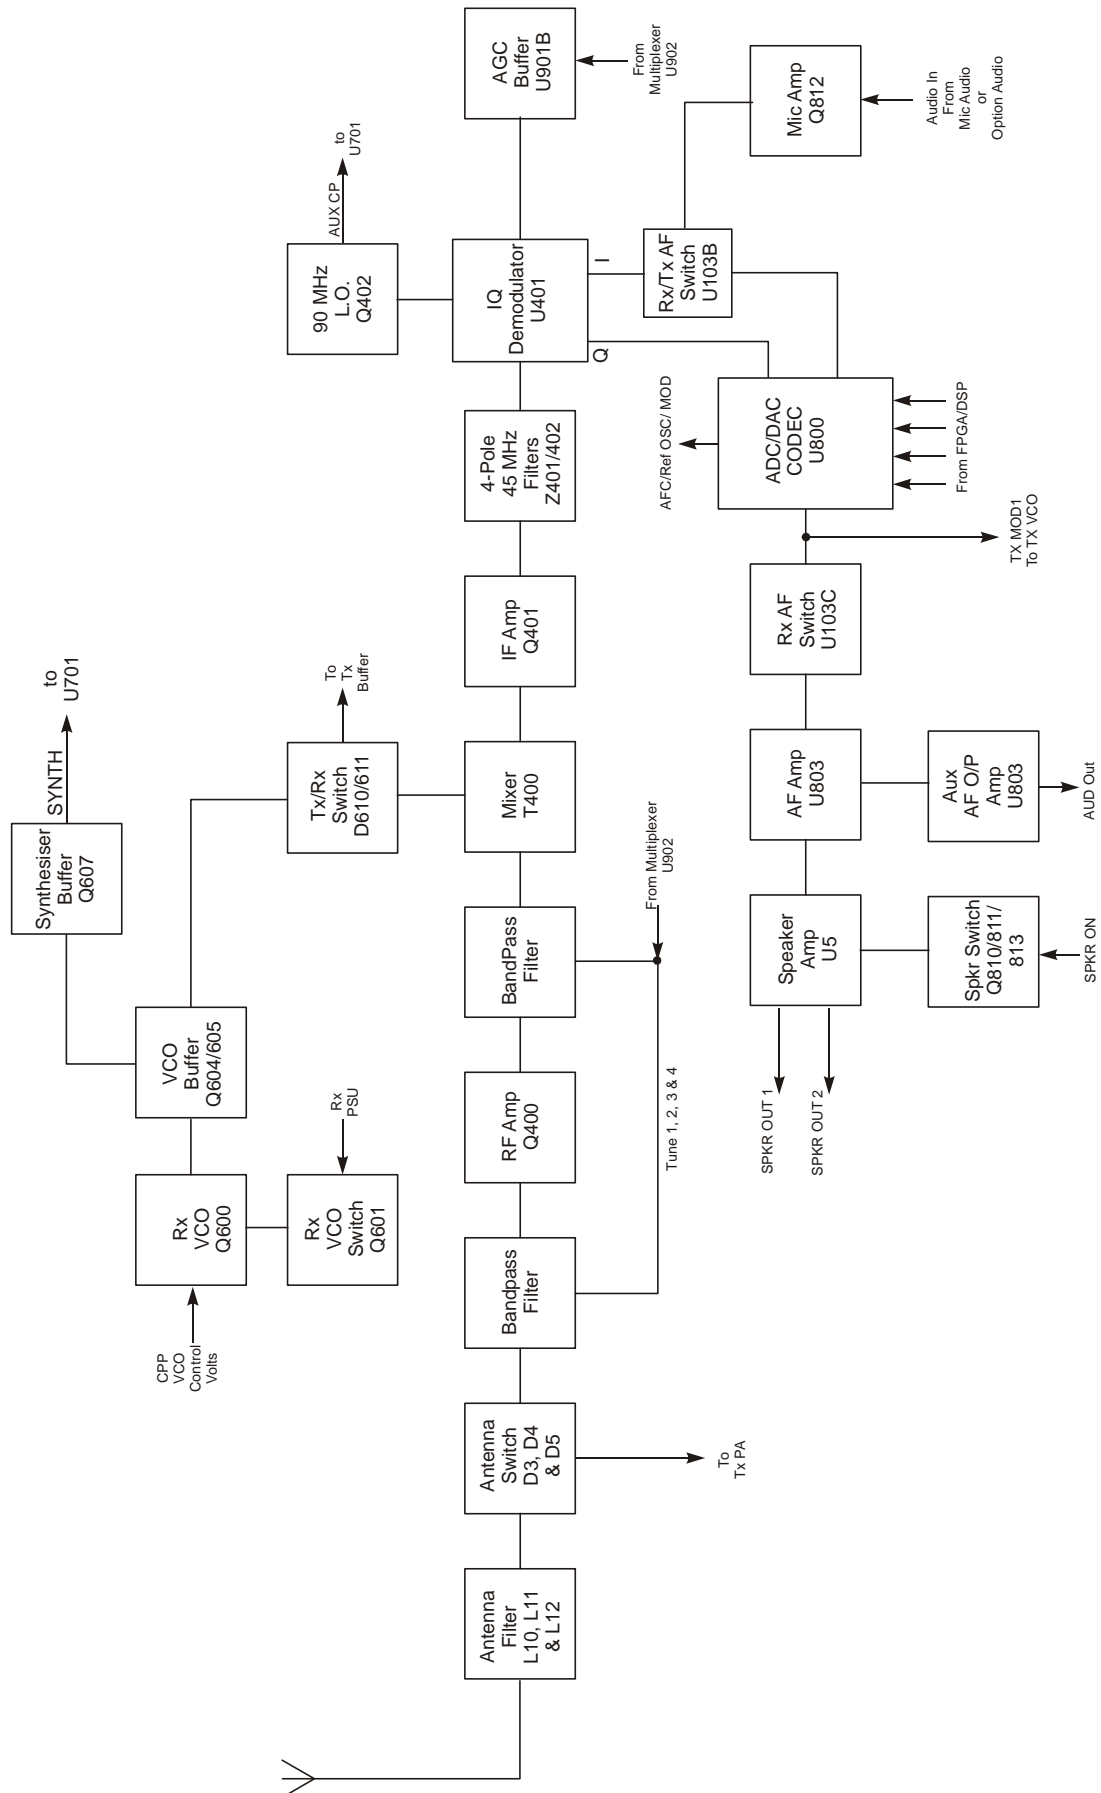 AGC
Buffer
U901B
From
Multiplexer
U902
Mic Amp
Q812
Audio In
From
Mic Audio
or
Option Audio
to
U701
AUX CP
90 MHz
L.O.
Q402
IQ
Demodulator
U401
I
Q
Rx/Tx AF
Switch
U103B
4-Pole
45 MHz
Filters
Z401/402
AFC/Ref OSC/ MOD
ADC/DAC
CODEC
U800
From FPGA/DSP
TX MOD1
To TX VCO
IF Amp
Q401
Rx AF
Switch
U103C
to
U701
SYNTH
Synthesiser
Buffer
Q607
To
Tx
Buffer
Tx/Rx
Switch
D610/611
Mixer
T400
AF Amp
U803
Aux
AF O/P
Amp
U803
AUD Out
From Multiplexer
U902
BandPass
Filter
Speaker
Amp
U5
Spkr Switch
Q810/811/
813
SPKR ON
SPKR OUT 1
SPKR OUT 2
VCO
Buffer
Q604/605
RF Amp
Q400
Tune 1, 2, 3 & 4
Rx
PSU
Rx
VCO
Q600
Rx
VCO
Switch
Q601
CPP
VCO
Control
Volts
Bandpass
Filter
Antenna
Switch
D3, D4
& D5
To
Tx PA
Antenna
Filter
L10, L11
& L12